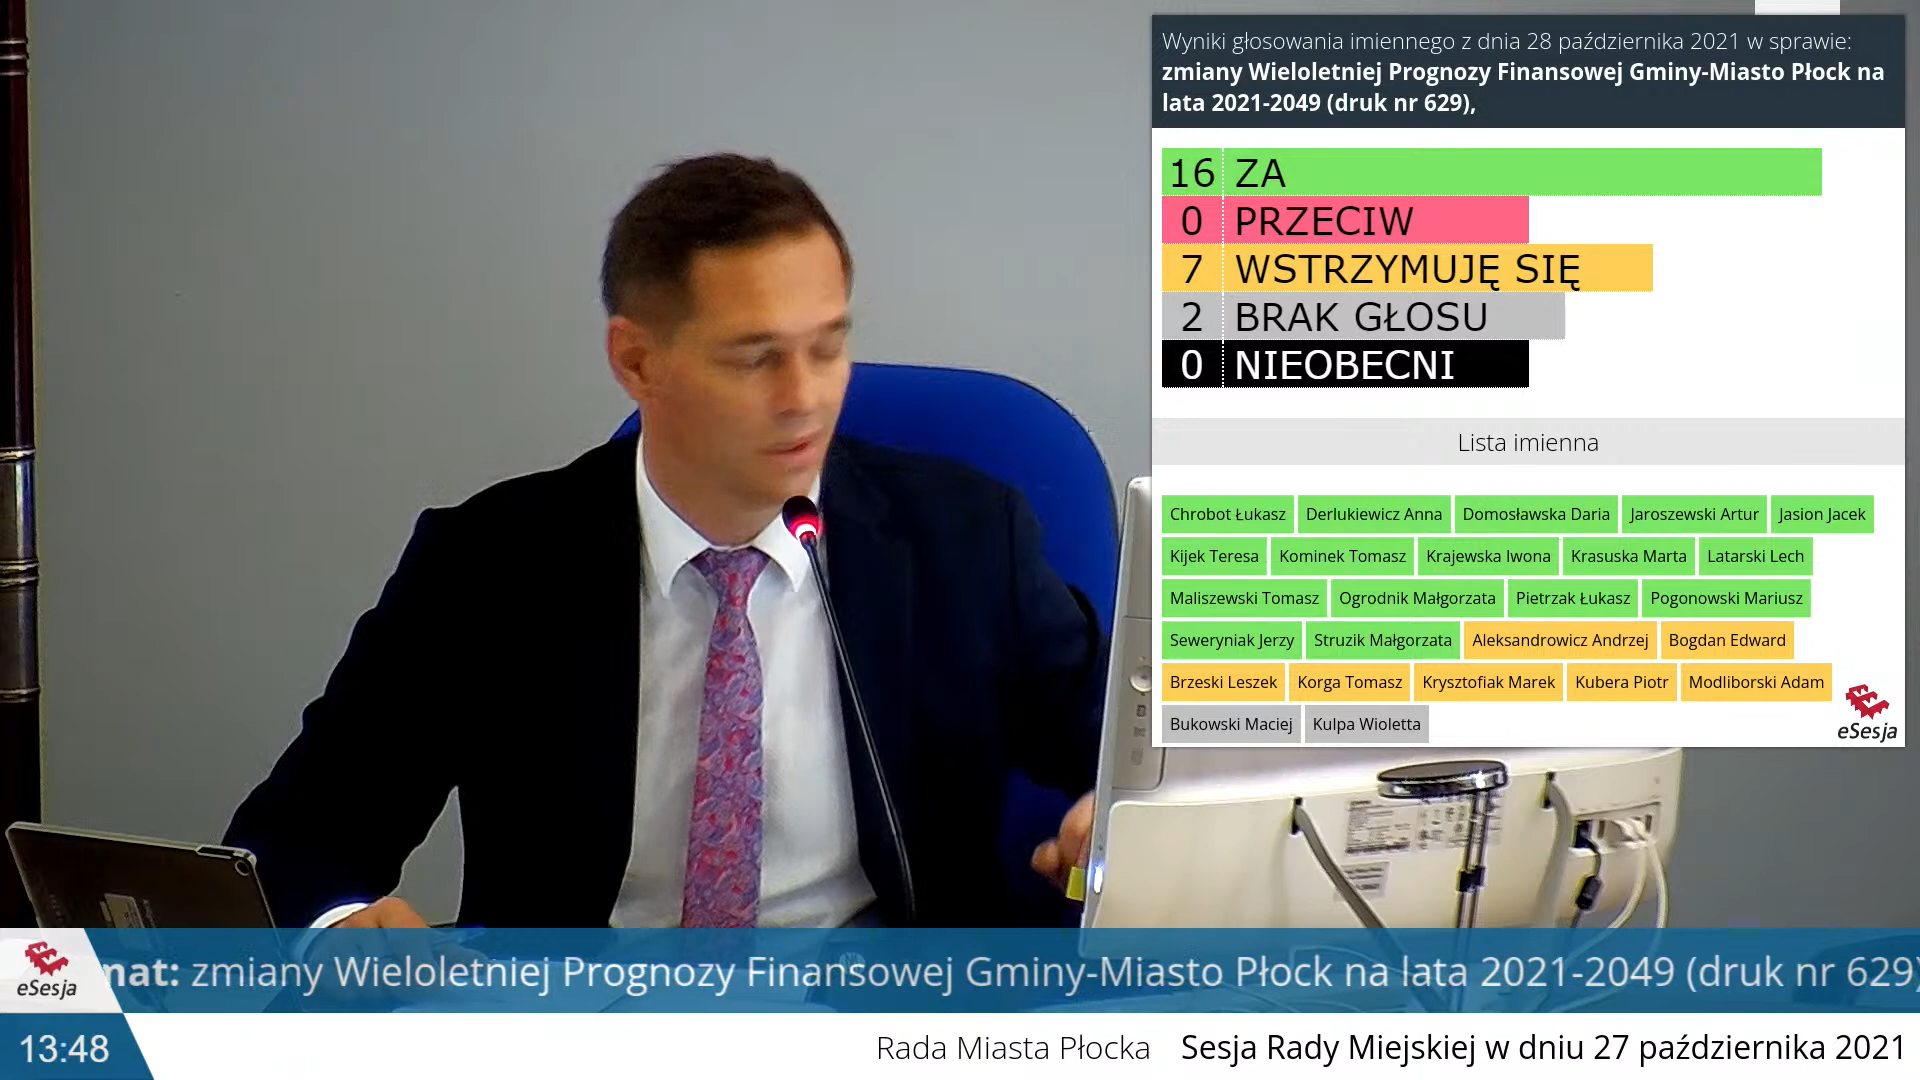 Wyniki głosowania imiennego z dnia 28 października 2021 w sprawie:
zmiany Wieloletniej Prognozy Finansowej Gminy-Miasto Płock na
lata 2021-2049 (druk nr 629),
16 ZA
0 PRZECIW
7 WSTRZYMUJĘ SIĘ
2 BRAK GŁOSU
0 NIEOBECNI
Lista imienna
Chrobot Łukasz Derlukiewicz Anna Domosławska Daria Jaroszewski Artur Jasion Jacek
Kijek Teresa Kominek Tomasz Krajewska Iwona Krasuska Marta Latarski Lech
Maliszewski Tomasz Ogrodnik Małgorzata Pietrzak Łukasz Pogonowski Mariusz
Seweryniak Jerzy Struzik Małgorzata Aleksandrowicz Andrzej Bogdan Edward
Brzeski Leszek Korga Tomasz Krysztofiak Marek Kubera Piotr Modliborski Adam
Bukowski Maciej Kulpa Wioletta
eSesja
eSesja
mat: zmiany Wieloletniej Prognozy Finansowej Gminy-Miasto Płock na lata 2021-2049 (druk nr 629)
13:48
Rada Miasta Płocka Sesja Rady Miejskiej w dniu 27 października 2021